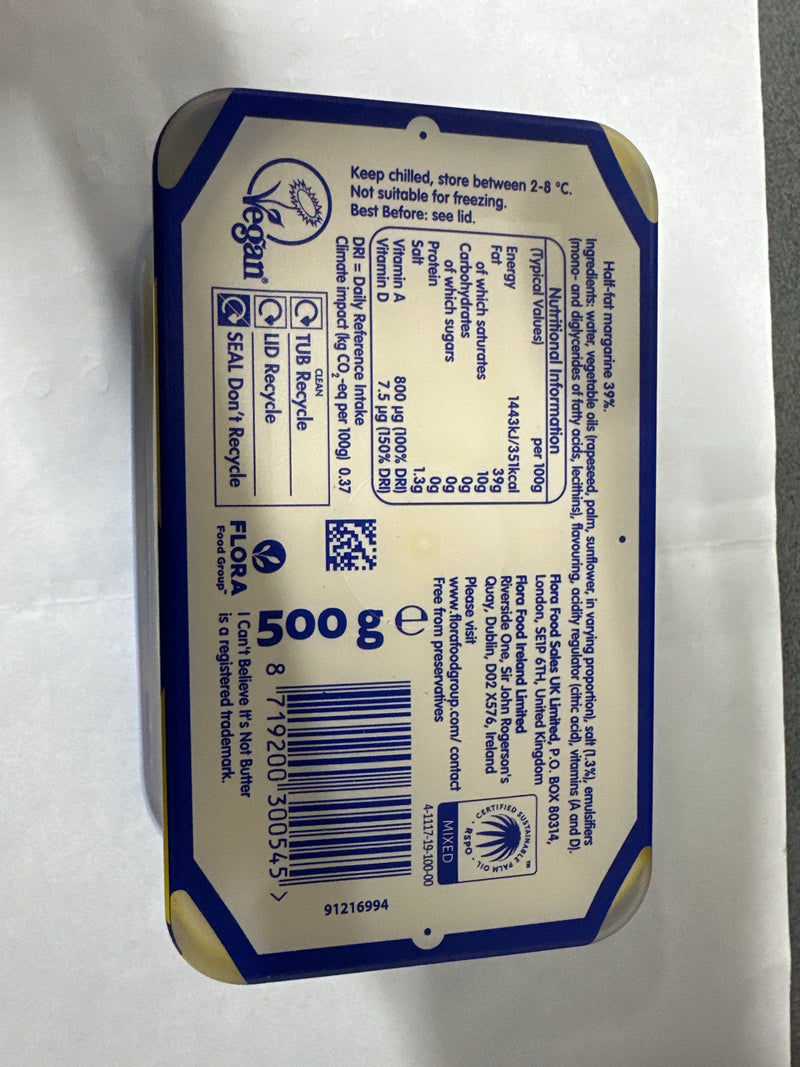 Half-fat margarine 39%.
Ingredients: water, vegetable oils (rapeseed, palm, sunflower, in varying proportion), salt (1.3%), emulsifiers
(mono- and diglycerides of fatty acids, lecithins), flavouring, acidity regulator (citric acid), vitamins (A and D).
Keep chilled, store between 2-8 °C.
Not suitable for freezing.
Best Before: see lid.
Vegan®
Nutritional Information
(Typical Values) per 100g
Energy 1443kJ/351kcal
Fat 39g
of which saturates 10g
Carbohydrates 0g
of which sugars 0g
Protein 0g
Salt 1.3g
Vitamin A 800 µg (100% DRI)
Vitamin D 7.5 µg (150% DRI)
DRI = Daily Reference Intake
Climate impact (kg CO₂-eq per 100g) 0.37
CLEAN
TUB Recycle
LID Recycle
SEAL Don't Recycle
Flora Food Sales UK Limited, P.O. BOX 80314,
London, SE1P 6TH, United Kingdom
Flora Food Ireland Limited
Riverside One, Sir John Rogerson's
Quay, Dublin, D02 X576, Ireland
Please visit
www.florafoodgroup.com/ contact
Free from preservatives
CERTIFIED SUSTAINABLE PALM OIL
RSPO
TM
MIXED
4-1117-19-100-00
500 g e
FLORA
Food Group™
I Can't Believe It's Not Butter
is a registered trademark.
8 719200 300545 >
91216994